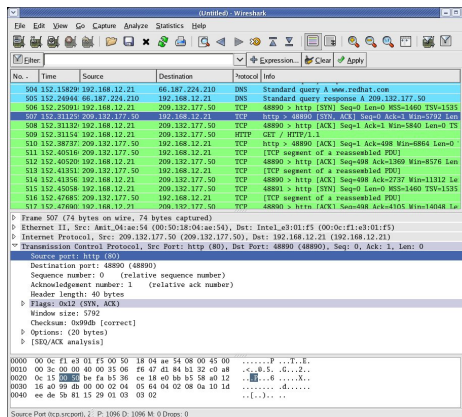 (Untitled) - Wireshark
File Edit View Go Capture Analyze Statistics Help
Filter: Expression... Clear Apply
No. - Time Source Destination Protocol Info
504 152.15829 192.168.12.21 66.187.224.210 DNS Standard query A www.redhat.com
505 152.24944 66.187.224.210 192.168.12.21 DNS Standard query response A 209.132.177.50
506 152.25091 192.168.12.21 209.132.177.50 TCP 48890 > http [SYN] Seq=0 Len=0 MSS=1460 TSV=1535
507 152.31125 209.132.177.50 192.168.12.21 TCP http > 48890 [SYN, ACK] Seq=0 Ack=1 Win=5792 Len
508 152.31132 192.168.12.21 209.132.177.50 TCP 48890 > http [ACK] Seq=1 Ack=1 Win=5840 Len=0 TS
509 152.31154 192.168.12.21 209.132.177.50 HTTP GET / HTTP/1.1
510 152.38737 209.132.177.50 192.168.12.21 TCP http > 48890 [ACK] Seq=1 Ack=498 Win=6864 Len=0
511 152.40516 209.132.177.50 192.168.12.21 TCP [TCP segment of a reassembled PDU]
512 152.40520 192.168.12.21 209.132.177.50 TCP 48890 > http [ACK] Seq=498 Ack=1369 Win=8576 Len
513 152.41351 209.132.177.50 192.168.12.21 TCP [TCP segment of a reassembled PDU]
514 152.41356 192.168.12.21 209.132.177.50 TCP 48890 > http [ACK] Seq=498 Ack=2737 Win=11312 Le
515 152.45058 192.168.12.21 209.132.177.50 TCP 48891 > http [SYN] Seq=0 Len=0 MSS=1460 TSV=1535
516 152.47685 209.132.177.50 192.168.12.21 TCP [TCP segment of a reassembled PDU]
517 152.47690 192.168.12.21 209.132.177.50 TCP 48890 > http [ACK] Seq=498 Ack=4105 Win=14048 Le
Frame 507 (74 bytes on wire, 74 bytes captured)
Ethernet II, Src: Amit_04:ae:54 (00:50:18:04:ae:54), Dst: Intel_e3:01:f5 (00:0c:f1:e3:01:f5)
Internet Protocol, Src: 209.132.177.50 (209.132.177.50), Dst: 192.168.12.21 (192.168.12.21)
Transmission Control Protocol, Src Port: http (80), Dst Port: 48890 (48890), Seq: 0, Ack: 1, Len: 0
Source port: http (80)
Destination port: 48890 (48890)
Sequence number: 0 (relative sequence number)
Acknowledgement number: 1 (relative ack number)
Header length: 40 bytes
Flags: 0x12 (SYN, ACK)
Window size: 5792
Checksum: 0x99db [correct]
Options: (20 bytes)
[SEQ/ACK analysis]
0000 00 0c f1 e3 01 f5 00 50 18 04 ae 54 08 00 45 00 .......P ...T..E.
0010 00 3c 00 00 40 00 35 06 f6 47 d1 84 b1 32 c0 a8 .<..@.5. .G...2..
0020 0c 15 00 50 be fa b5 36 ce 18 e0 bb b5 58 a0 12 ...P...6 .....X..
0030 16 a0 99 db 00 00 02 04 05 64 04 02 08 0a 10 1d ........ .d......
0040 ee de 5b 81 15 29 01 03 03 02 ..[..)..  ..
Source Port (tcp.srcport), 2 P: 1096 D: 1096 M: 0 Drops: 0